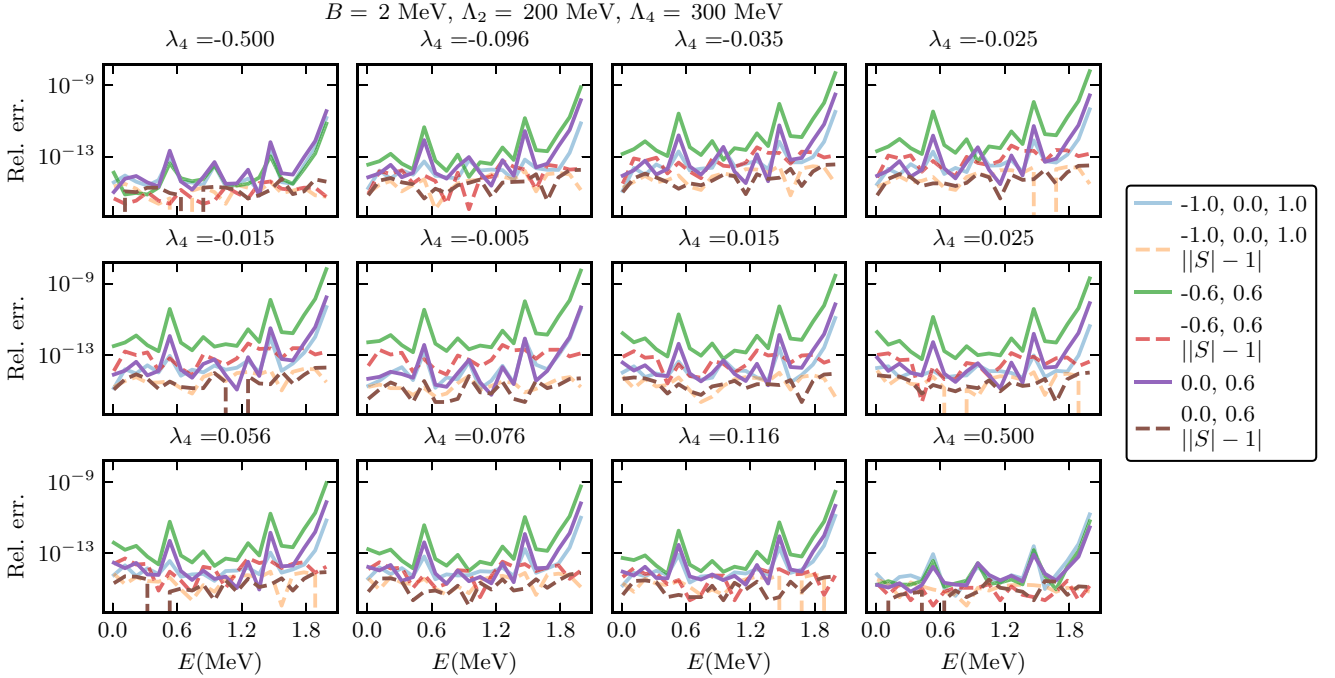 B = 2 MeV, Λ₂ = 200 MeV, Λ₄ = 300 MeV
λ₄ =-0.500 λ₄ =-0.096 λ₄ =-0.035 λ₄ =-0.025
10⁻⁹
10⁻¹³
Rel. err.
λ₄ =-0.015 λ₄ =-0.005 λ₄ =0.015 λ₄ =0.025
10⁻⁹
10⁻¹³
Rel. err.
λ₄ =0.056 λ₄ =0.076 λ₄ =0.116 λ₄ =0.500
10⁻⁹
10⁻¹³
Rel. err.
0.0 0.6 1.2 1.8 0.0 0.6 1.2 1.8 0.0 0.6 1.2 1.8 0.0 0.6 1.2 1.8
E(MeV) E(MeV) E(MeV) E(MeV)
-1.0, 0.0, 1.0
-1.0, 0.0, 1.0
||S| − 1|
-0.6, 0.6
-0.6, 0.6
||S| − 1|
0.0, 0.6
0.0, 0.6
||S| − 1|